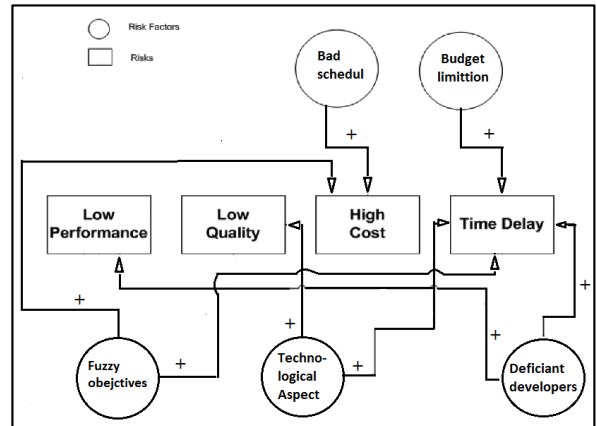 Risk Factors
Risks
Bad
schedul
Budget
limittion
+
+
Low
Performance
Low
Quality
High
Cost
Time Delay
+
+
+
+
+
+
Fuzzy
obejctives
Techno-
logical
Aspect
Deficiant
developers